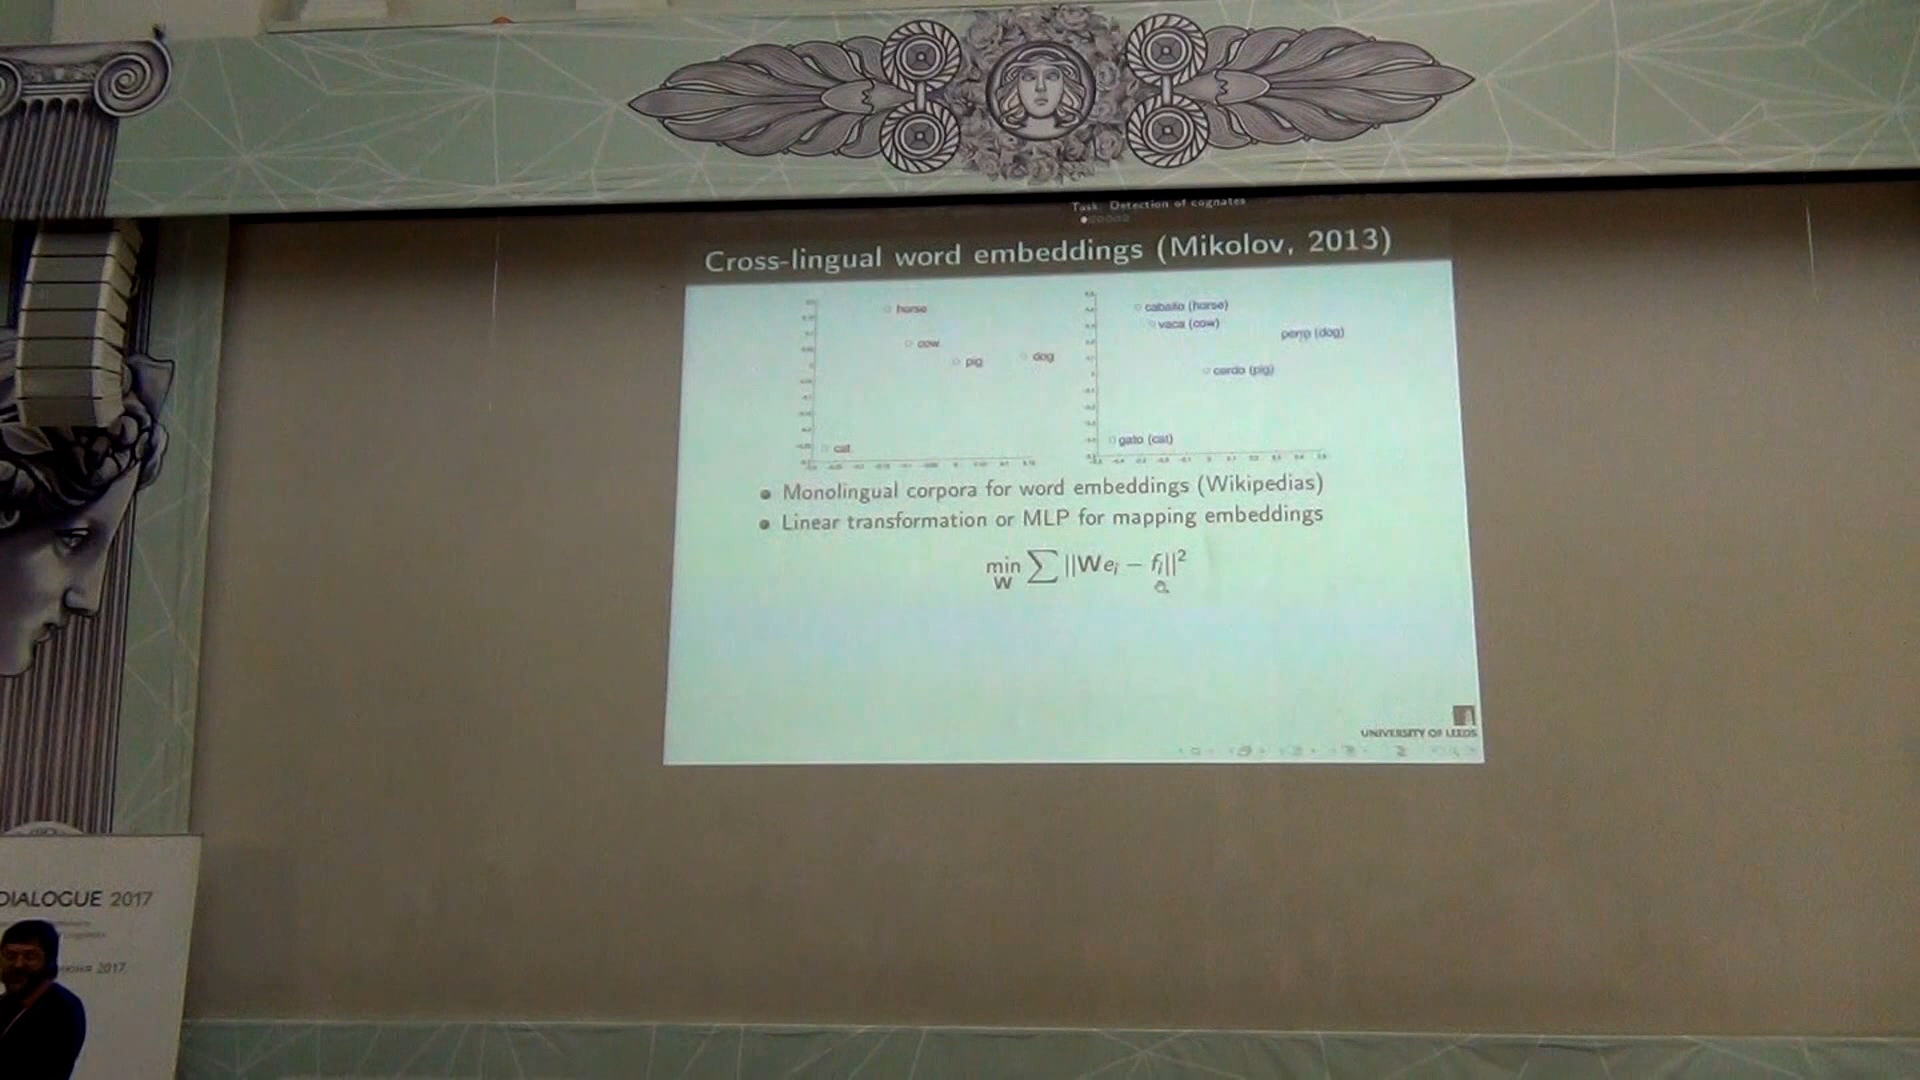 Task: Detection of cognates
Cross-lingual word embeddings (Mikolov, 2013)
horse
cow
pig
dog
cat
caballo (horse)
vaca (cow)
perro (dog)
cerdo (pig)
gato (cat)
• Monolingual corpora for word embeddings (Wikipedias)
• Linear transformation or MLP for mapping embeddings
min Σ ||We_i − f_i||²
W
UNIVERSITY OF LEEDS
DIALOGUE 2017
июня 2017